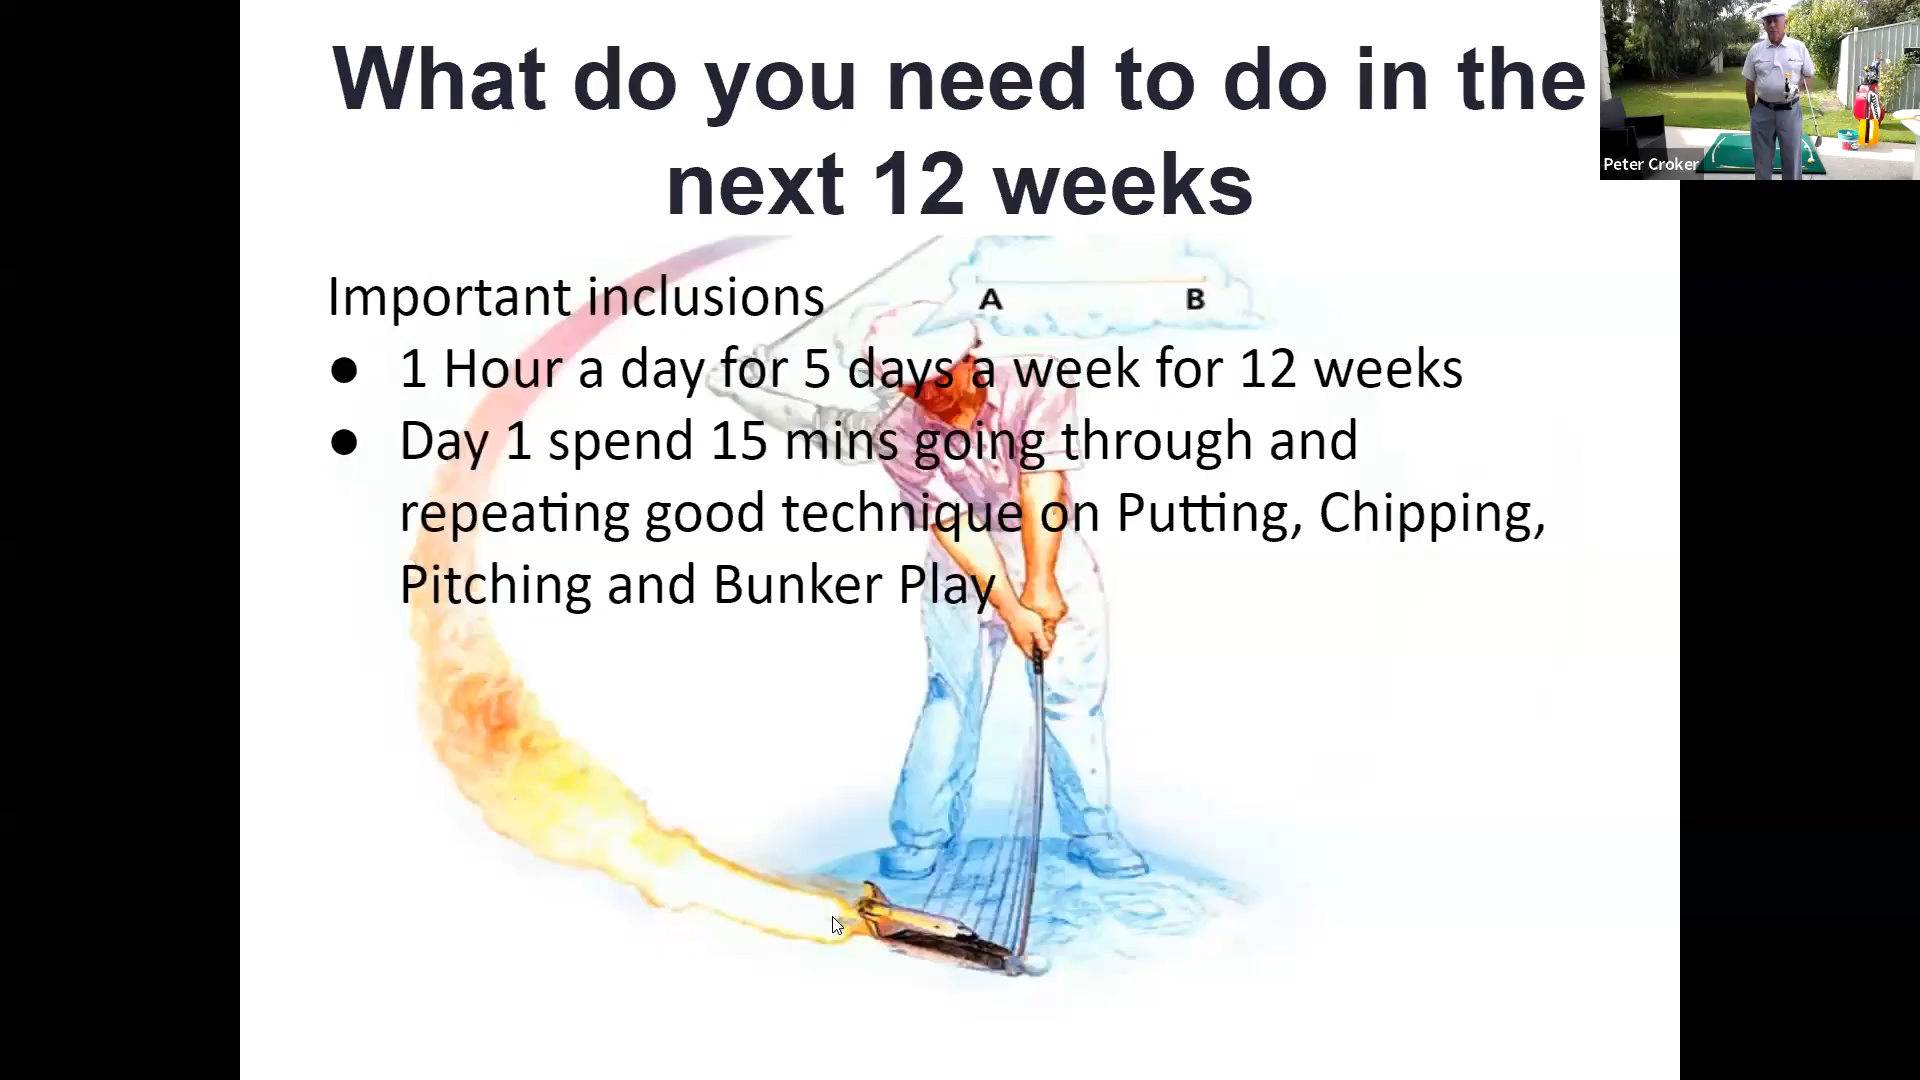 What do you need to do in the
next 12 weeks
Peter Croker
Important inclusions
A B
● 1 Hour a day for 5 days a week for 12 weeks
● Day 1 spend 15 mins going through and
repeating good technique on Putting, Chipping,
Pitching and Bunker Play